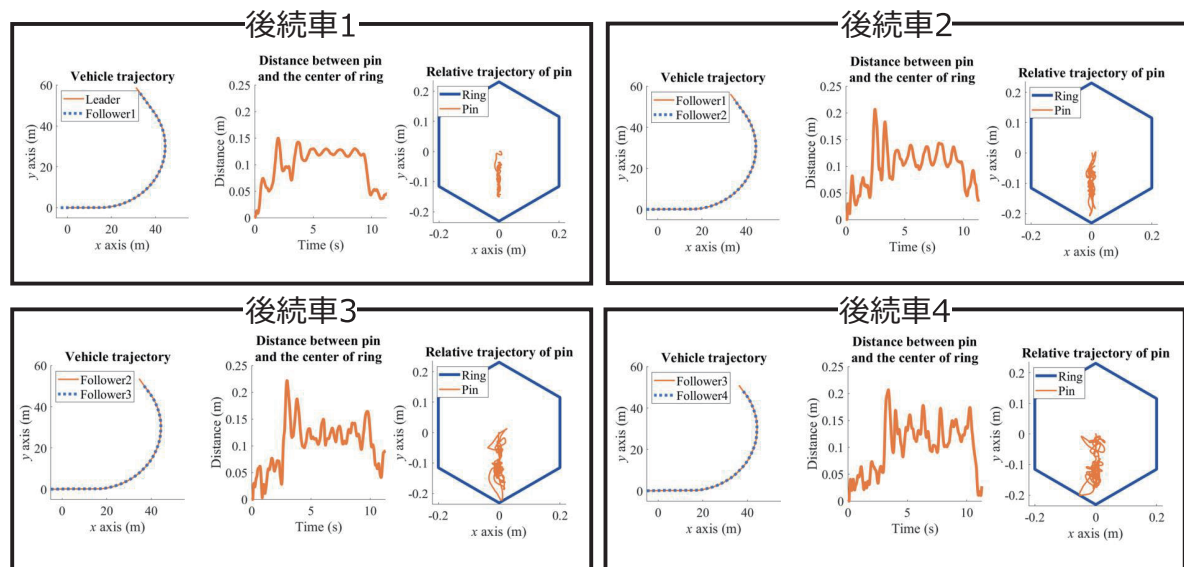 後続車1
Vehicle trajectory
Leader
Follower1
60
40
20
0
y axis (m)
0
20
40
x axis (m)
Distance between pin
and the center of ring
0.25
0.2
0.15
0.1
0.05
0
Distance (m)
0
5
10
Time (s)
Relative trajectory of pin
Ring
Pin
0.2
0.1
0
-0.1
-0.2
y axis (m)
-0.2
0
0.2
x axis (m)
後続車2
Vehicle trajectory
Follower1
Follower2
60
40
20
0
y axis (m)
0
20
40
x axis (m)
Distance between pin
and the center of ring
0.25
0.2
0.15
0.1
0.05
0
Distance (m)
0
5
10
Time (s)
Relative trajectory of pin
Ring
Pin
0.2
0.1
0
-0.1
-0.2
y axis (m)
-0.2
0
0.2
x axis (m)
後続車3
Vehicle trajectory
Follower2
Follower3
60
40
20
0
y axis (m)
0
20
40
x axis (m)
Distance between pin
and the center of ring
0.25
0.2
0.15
0.1
0.05
0
Distance (m)
0
5
10
Time (s)
Relative trajectory of pin
Ring
Pin
0.2
0.1
0
-0.1
-0.2
y axis (m)
-0.2
0
0.2
x axis (m)
後続車4
Vehicle trajectory
Follower3
Follower4
60
40
20
0
y axis (m)
0
20
40
x axis (m)
Distance between pin
and the center of ring
0.25
0.2
0.15
0.1
0.05
0
Distance (m)
0
5
10
Time (s)
Relative trajectory of pin
Ring
Pin
0.2
0.1
0
-0.1
-0.2
y axis (m)
-0.2
0
0.2
x axis (m)